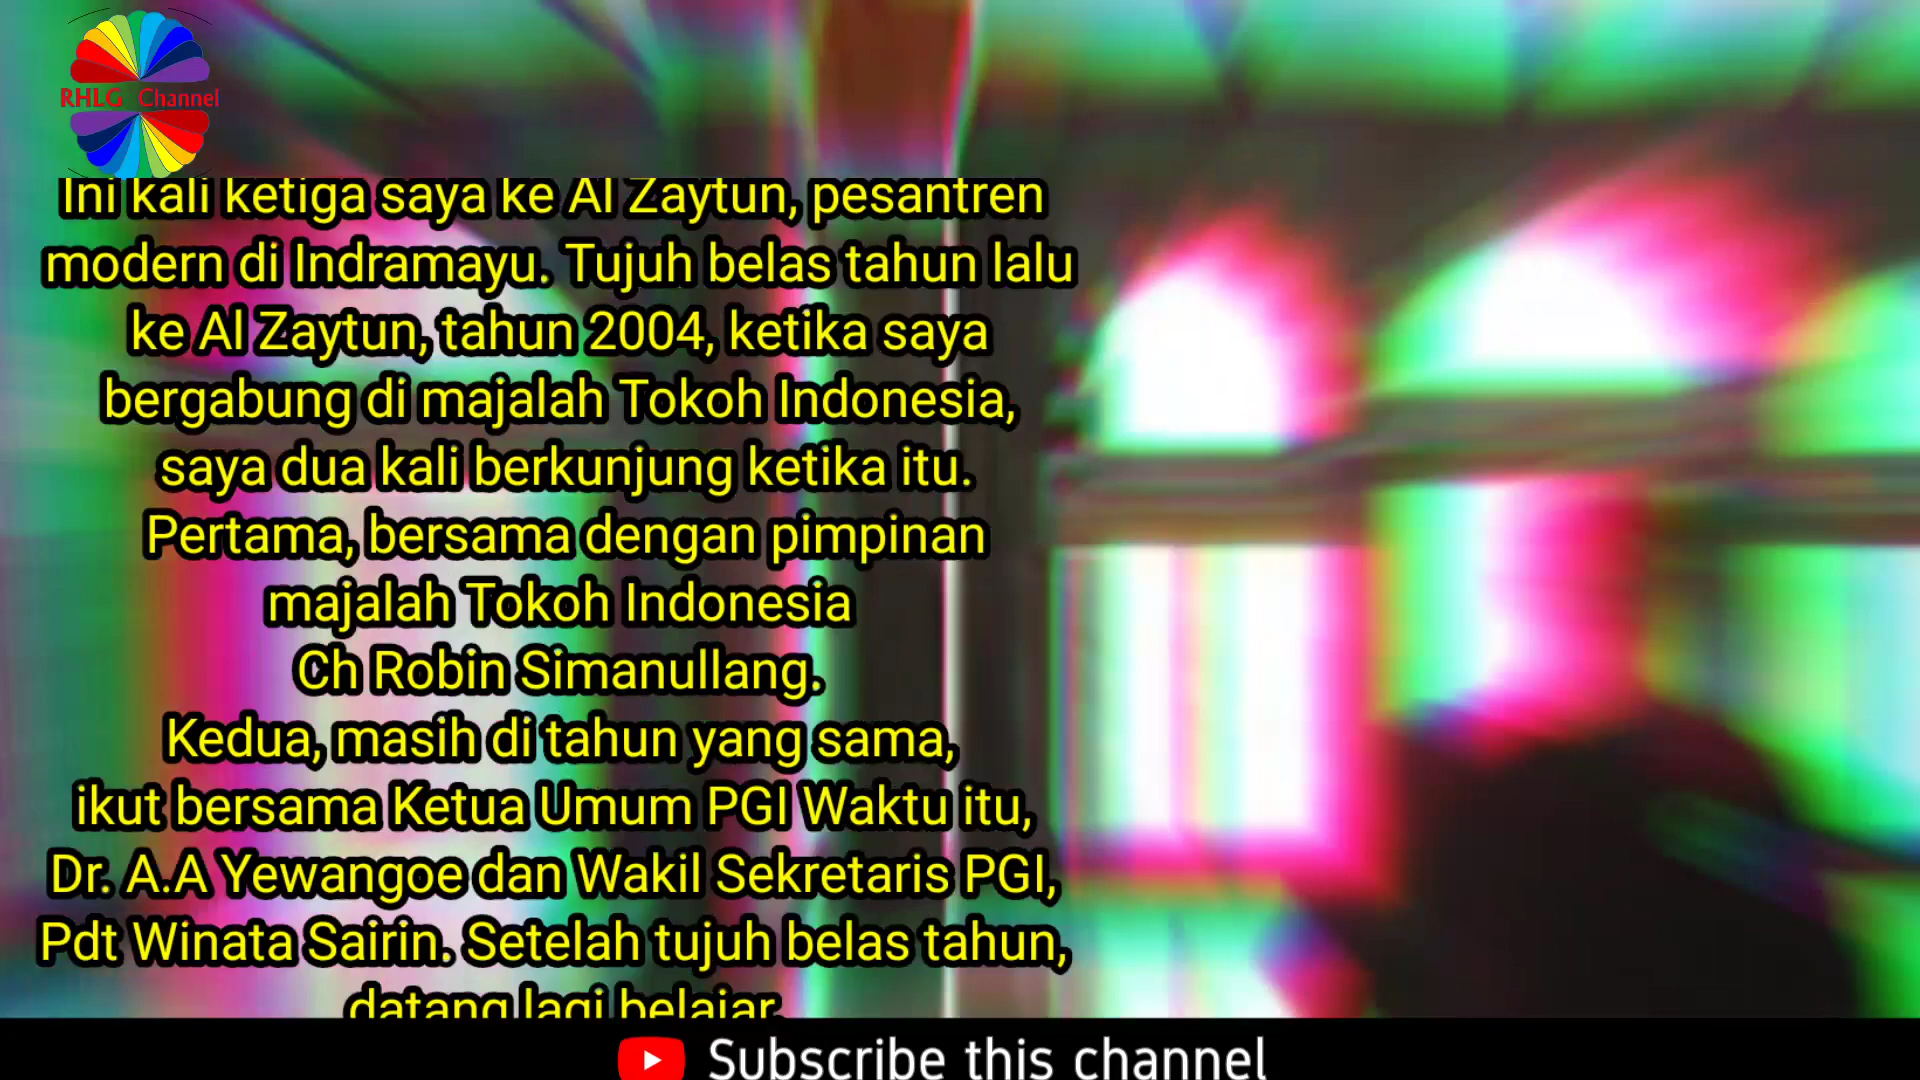 RHLG Channel
Ini kali ketiga saya ke Al Zaytun, pesantren
modern di Indramayu. Tujuh belas tahun lalu
ke Al Zaytun, tahun 2004, ketika saya
bergabung di majalah Tokoh Indonesia,
saya dua kali berkunjung ketika itu.
Pertama, bersama dengan pimpinan
majalah Tokoh Indonesia
Ch Robin Simanullang.
Kedua, masih di tahun yang sama,
ikut bersama Ketua Umum PGI Waktu itu,
Dr. A.A Yewangoe dan Wakil Sekretaris PGI,
Pdt Winata Sairin. Setelah tujuh belas tahun,
datang lagi belajar.
Subscribe this channel